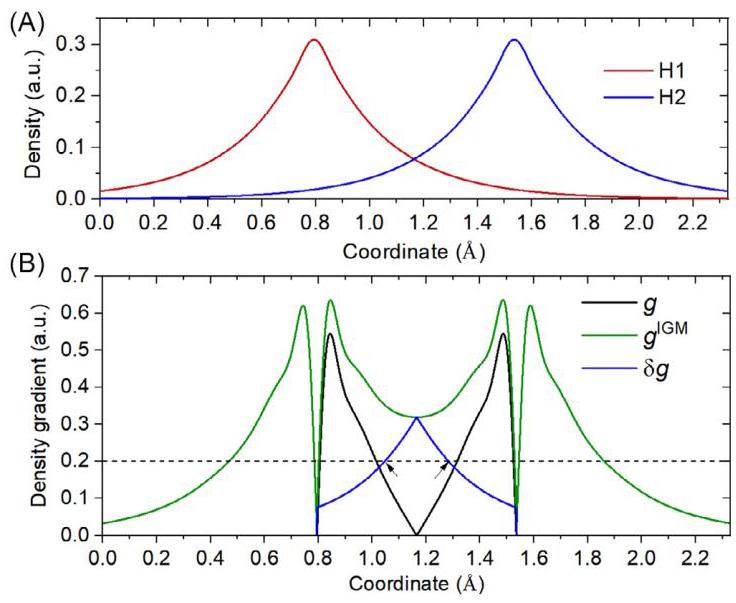 (A)
Density (a.u.)
0.3
0.2
0.1
0.0
H1
H2
0.0 0.2 0.4 0.6 0.8 1.0 1.2 1.4 1.6 1.8 2.0 2.2
Coordinate (Å)
(B)
Density gradient (a.u.)
0.7
0.6
0.5
0.4
0.3
0.2
0.1
0.0
g
g^IGM
δg
0.0 0.2 0.4 0.6 0.8 1.0 1.2 1.4 1.6 1.8 2.0 2.2
Coordinate (Å)